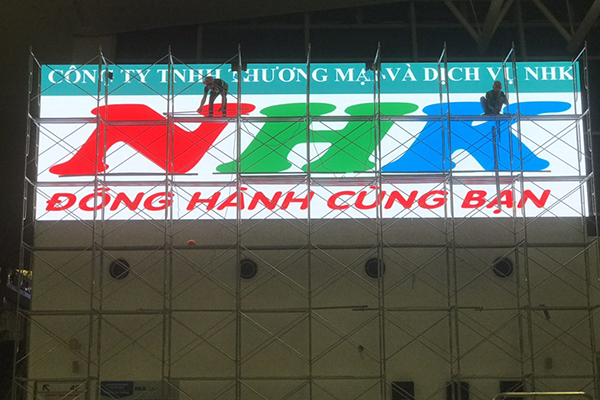 CÔNG TY TNHH THƯƠNG MẠI VÀ DỊCH VỤ NHK
NHK
ĐỒNG HÀNH CÙNG BẠN